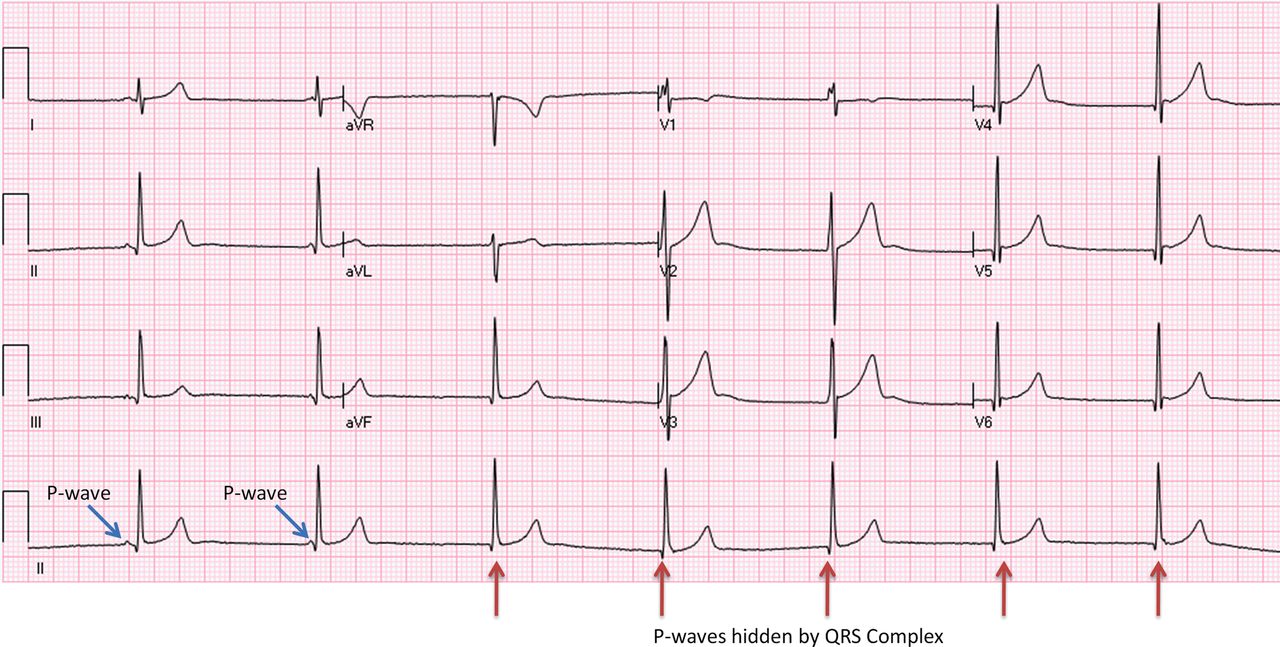 I
aVR
V1
V4
II
aVL
V2
V5
III
aVF
V3
V6
P-wave
P-wave
II
P-waves hidden by QRS Complex